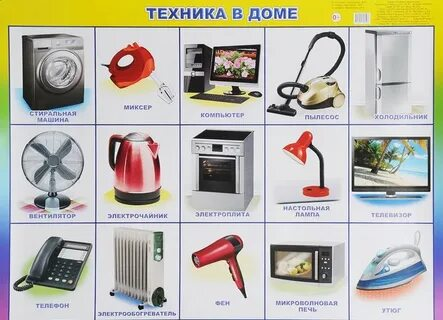 ТЕХНИКА В ДОМЕ
0+
СТИРАЛЬНАЯ
МАШИНА
МИКСЕР
КОМПЬЮТЕР
ПЫЛЕСОС
ХОЛОДИЛЬНИК
ВЕНТИЛЯТОР
ЭЛЕКТРОЧАЙНИК
ЭЛЕКТРОПЛИТА
НАСТОЛЬНАЯ
ЛАМПА
ТЕЛЕВИЗОР
ТЕЛЕФОН
ЭЛЕКТРООБОГРЕВАТЕЛЬ
ФЕН
МИКРОВОЛНОВАЯ
ПЕЧЬ
УТЮГ